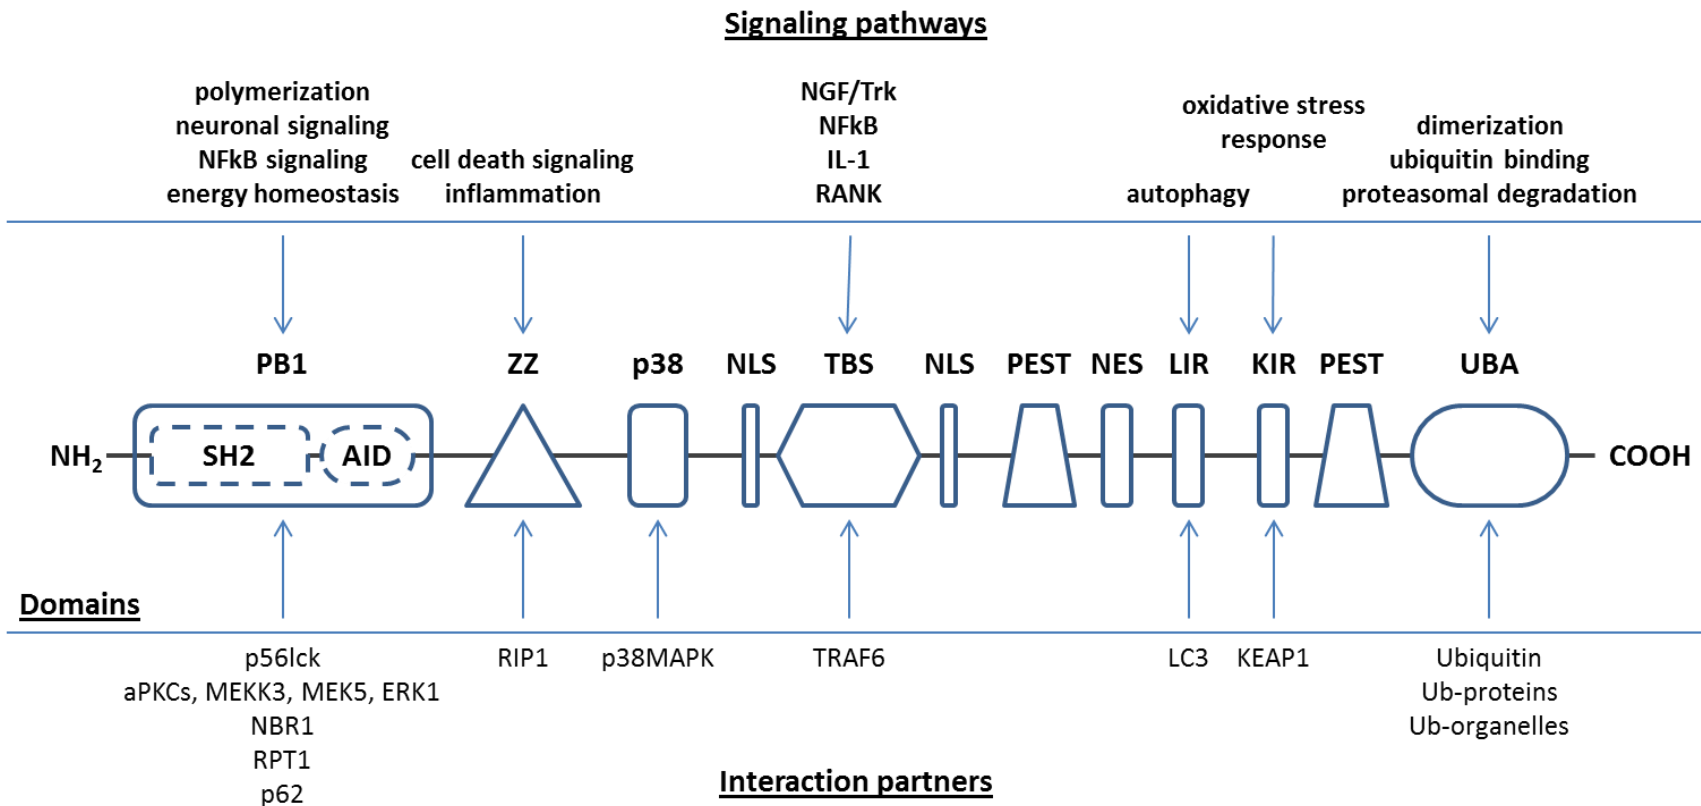 Signaling pathways
polymerization
neuronal signaling
NFkB signaling
energy homeostasis
cell death signaling
inflammation
NGF/Trk
NFkB
IL-1
RANK
autophagy
oxidative stress
response
dimerization
ubiquitin binding
proteasomal degradation
PB1
ZZ
p38
NLS
TBS
NLS
PEST
NES
LIR
KIR
PEST
UBA
NH₂
SH2
AID
COOH
Domains
p56lck
aPKCs, MEKK3, MEK5, ERK1
NBR1
RPT1
p62
RIP1
p38MAPK
TRAF6
LC3
KEAP1
Ubiquitin
Ub-proteins
Ub-organelles
Interaction partners